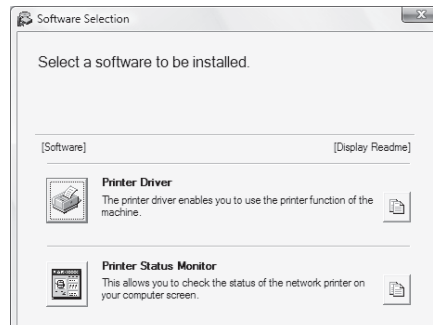 Software Selection
Select a software to be installed.
[Software] [Display Readme]
Printer Driver
The printer driver enables you to use the printer function of the
machine.
Printer Status Monitor
This allows you to check the status of the network printer on
your computer screen.